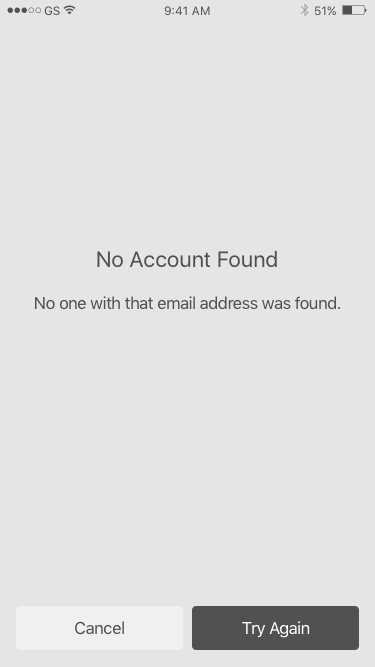 GS 9:41 AM 51%
No Account Found
No one with that email address was found.
Cancel Try Again